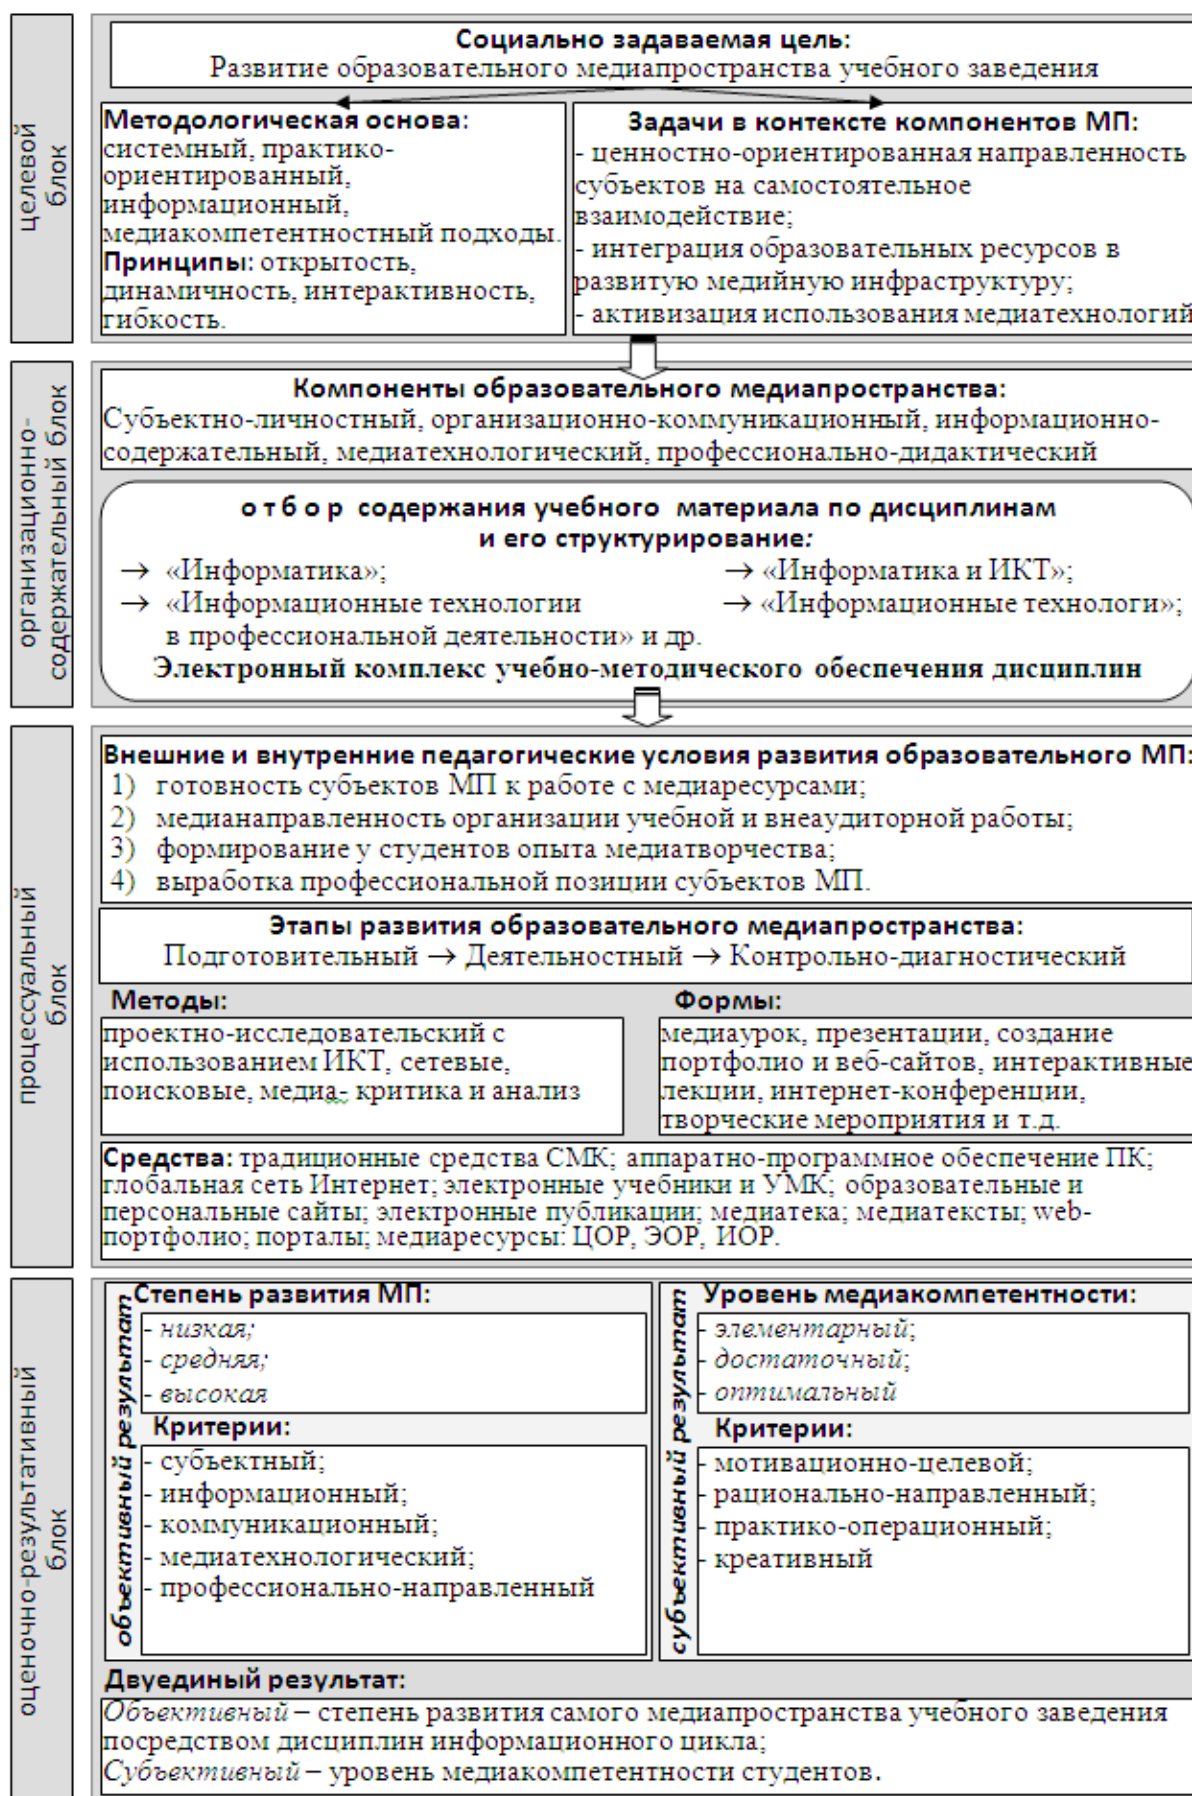 целевой
блок
Социально задаваемая цель:
Развитие образовательного медиапространства учебного заведения
Методологическая основа:
системный, практико-
ориентированный,
информационный,
медиакомпетентностный подходы.
Принципы: открытость,
динамичность, интерактивность,
гибкость.
Задачи в контексте компонентов МП:
- ценностно-ориентированная направленность
субъектов на самостоятельное
взаимодействие;
- интеграция образовательных ресурсов в
развитую медийную инфраструктуру;
- активизация использования медиатехнологий
организационно-
содержательный блок
Компоненты образовательного медиапространства:
Субъектно-личностный, организационно-коммуникационный, информационно-
содержательный, медиатехнологический, профессионально-дидактический
о т б о р содержания учебного материала по дисциплинам
и его структурирование:
→ «Информатика»;
→ «Информатика и ИКТ»;
→ «Информационные технологии
в профессиональной деятельности» и др.
→ «Информационные технологи»;
Электронный комплекс учебно-методического обеспечения дисциплин
процессуальный
блок
Внешние и внутренние педагогические условия развития образовательного МП:
1) готовность субъектов МП к работе с медиаресурсами;
2) медианаправленность организации учебной и внеаудиторной работы;
3) формирование у студентов опыта медиатворчества;
4) выработка профессиональной позиции субъектов МП.
Этапы развития образовательного медиапространства:
Подготовительный → Деятельностный → Контрольно-диагностический
Методы:
проектно-исследовательский с
использованием ИКТ, сетевые,
поисковые, медиа- критика и анализ
Формы:
медиаурок, презентации, создание
портфолио и веб-сайтов, интерактивные
лекции, интернет-конференции,
творческие мероприятия и т.д.
Средства: традиционные средства СМК; аппаратно-программное обеспечение ПК;
глобальная сеть Интернет; электронные учебники и УМК; образовательные и
персональные сайты; электронные публикации; медиатека; медиатексты; web-
портфолио; порталы; медиаресурсы: ЦОР, ЭОР, ИОР.
оценочно-результативный
блок
объективный результат
Степень развития МП:
- низкая;
- средняя;
- высокая
Критерии:
- субъектный;
- информационный;
- коммуникационный;
- медиатехнологический;
- профессионально-направленный
субъективный результат
Уровень медиакомпетентности:
- элементарный;
- достаточный;
- оптимальный
Критерии:
- мотивационно-целевой;
- рационально-направленный;
- практико-операционный;
- креативный
Двуединый результат:
Объективный – степень развития самого медиапространства учебного заведения
посредством дисциплин информационного цикла;
Субъективный – уровень медиакомпетентности студентов.